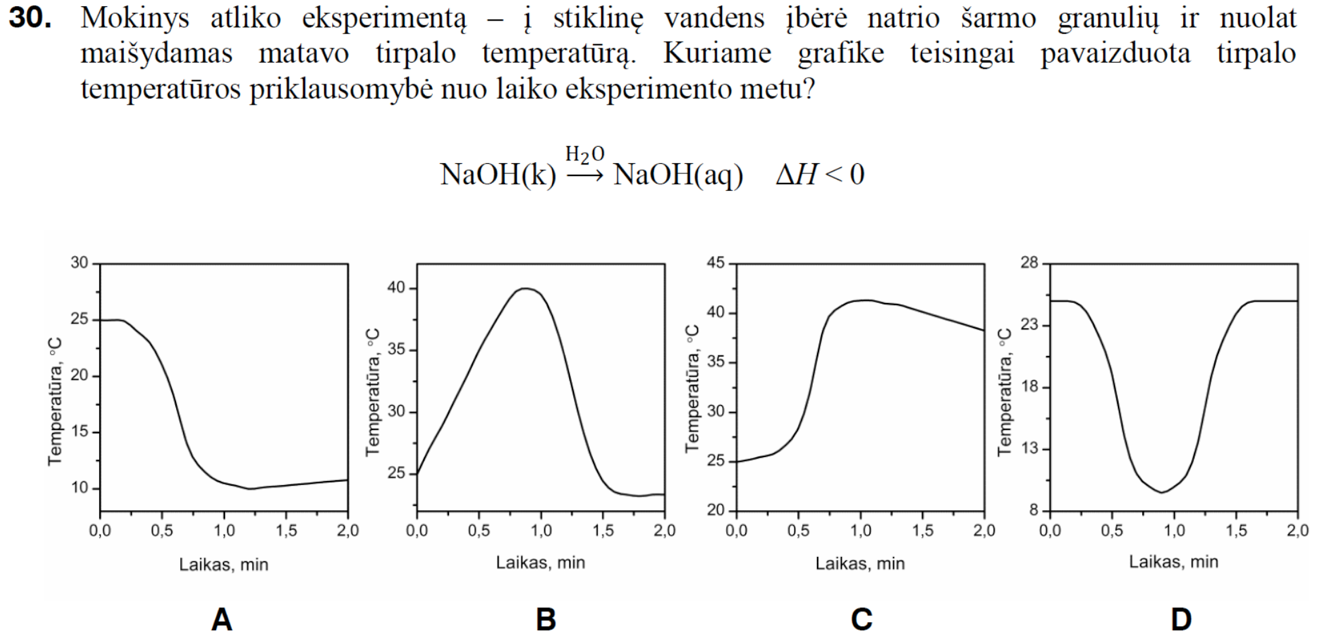 30. Mokinys atliko eksperimentą – į stiklinę vandens įbėrė natrio šarmo granulių ir nuolat
maišydamas matavo tirpalo temperatūrą. Kuriame grafike teisingai pavaizduota tirpalo
temperatūros priklausomybė nuo laiko eksperimento metu?
H₂O
NaOH(k) ⟶ NaOH(aq) ΔH < 0
30
25
20
15
10
Temperatūra, °C
0,0 0,5 1,0 1,5 2,0
Laikas, min
A
40
35
30
25
Temperatūra, °C
0,0 0,5 1,0 1,5 2,0
Laikas, min
B
45
40
35
30
25
20
Temperatūra, °C
0,0 0,5 1,0 1,5 2,0
Laikas, min
C
28
23
18
13
8
Temperatūra, °C
0,0 0,5 1,0 1,5 2,0
Laikas, min
D